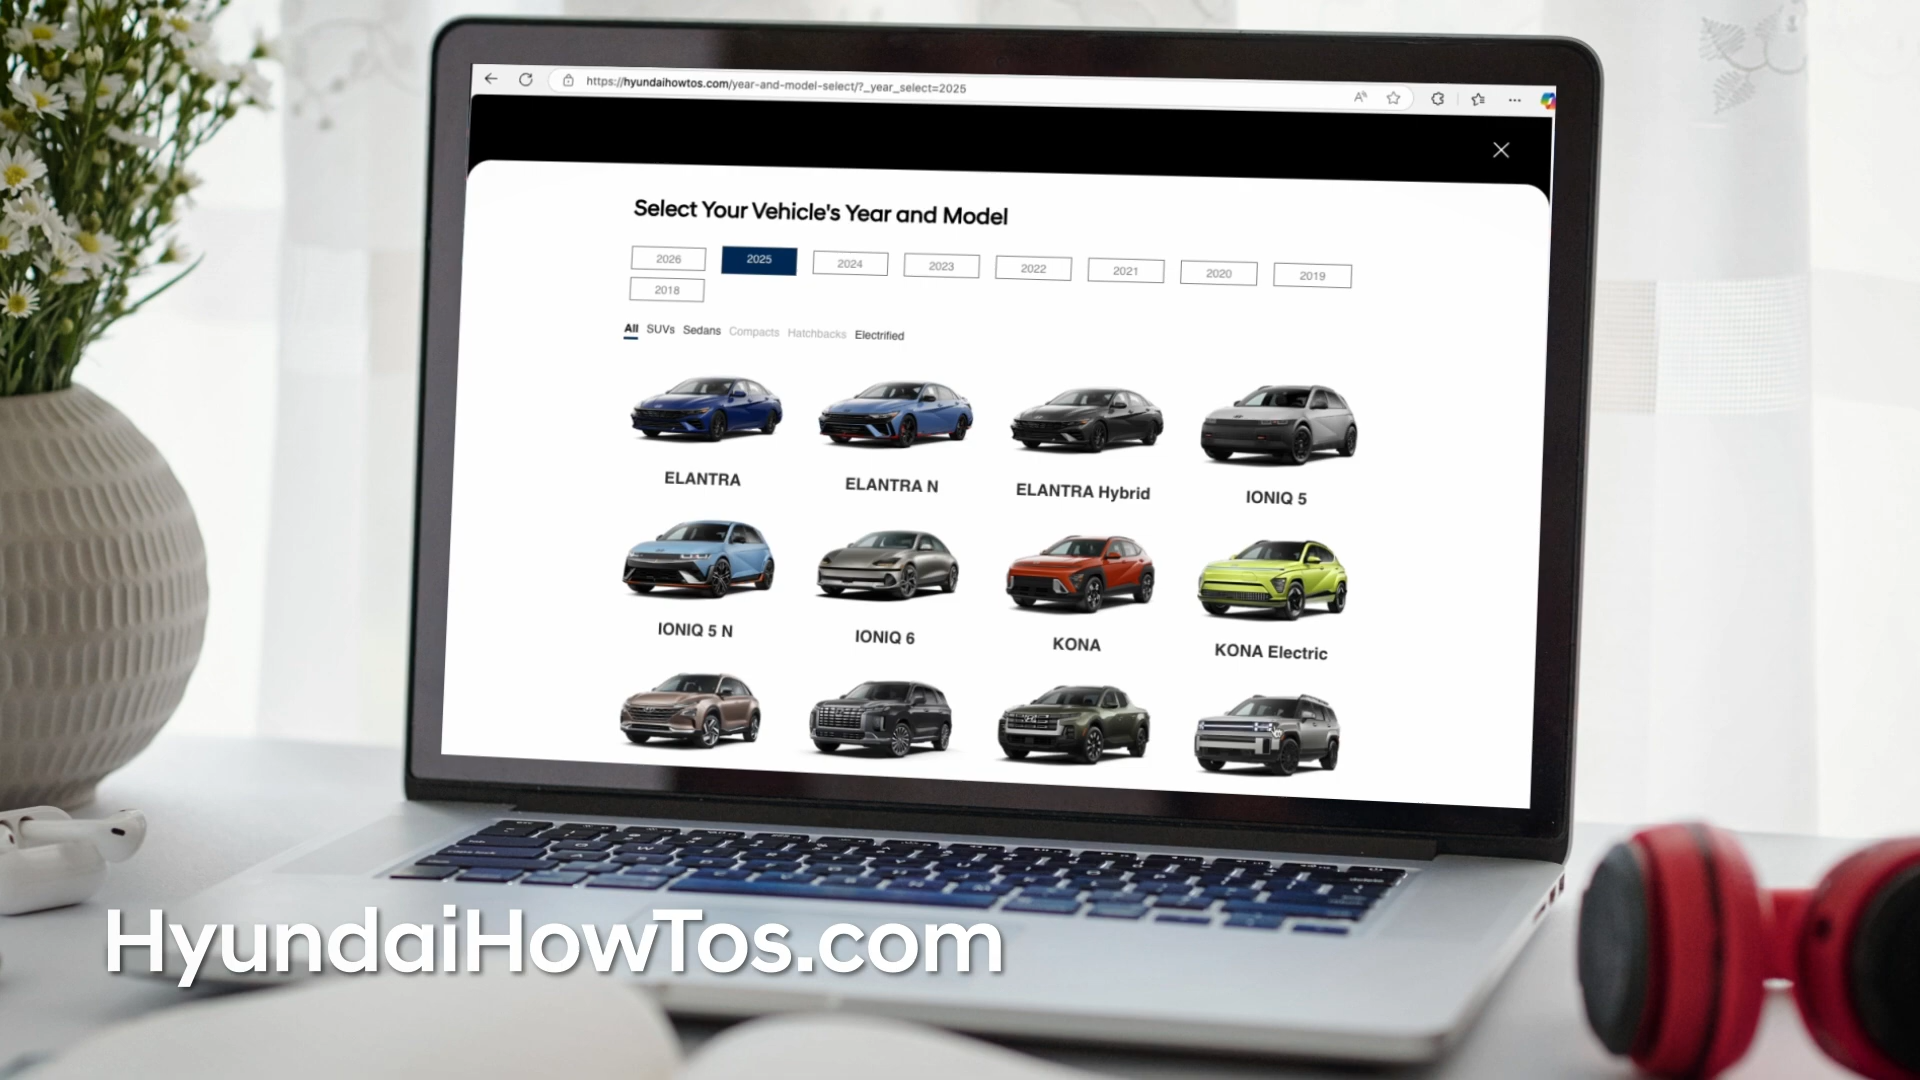 https://hyundaihowtos.com/year-and-model-select/?_year_select=2025
Select Your Vehicle's Year and Model
2026 2025 2024 2023 2022 2021 2020 2019
2018
All SUVs Sedans Compacts Hatchbacks Electrified
ELANTRA ELANTRA N ELANTRA Hybrid IONIQ 5
IONIQ 5 N IONIQ 6 KONA KONA Electric
HyundaiHowTos.com